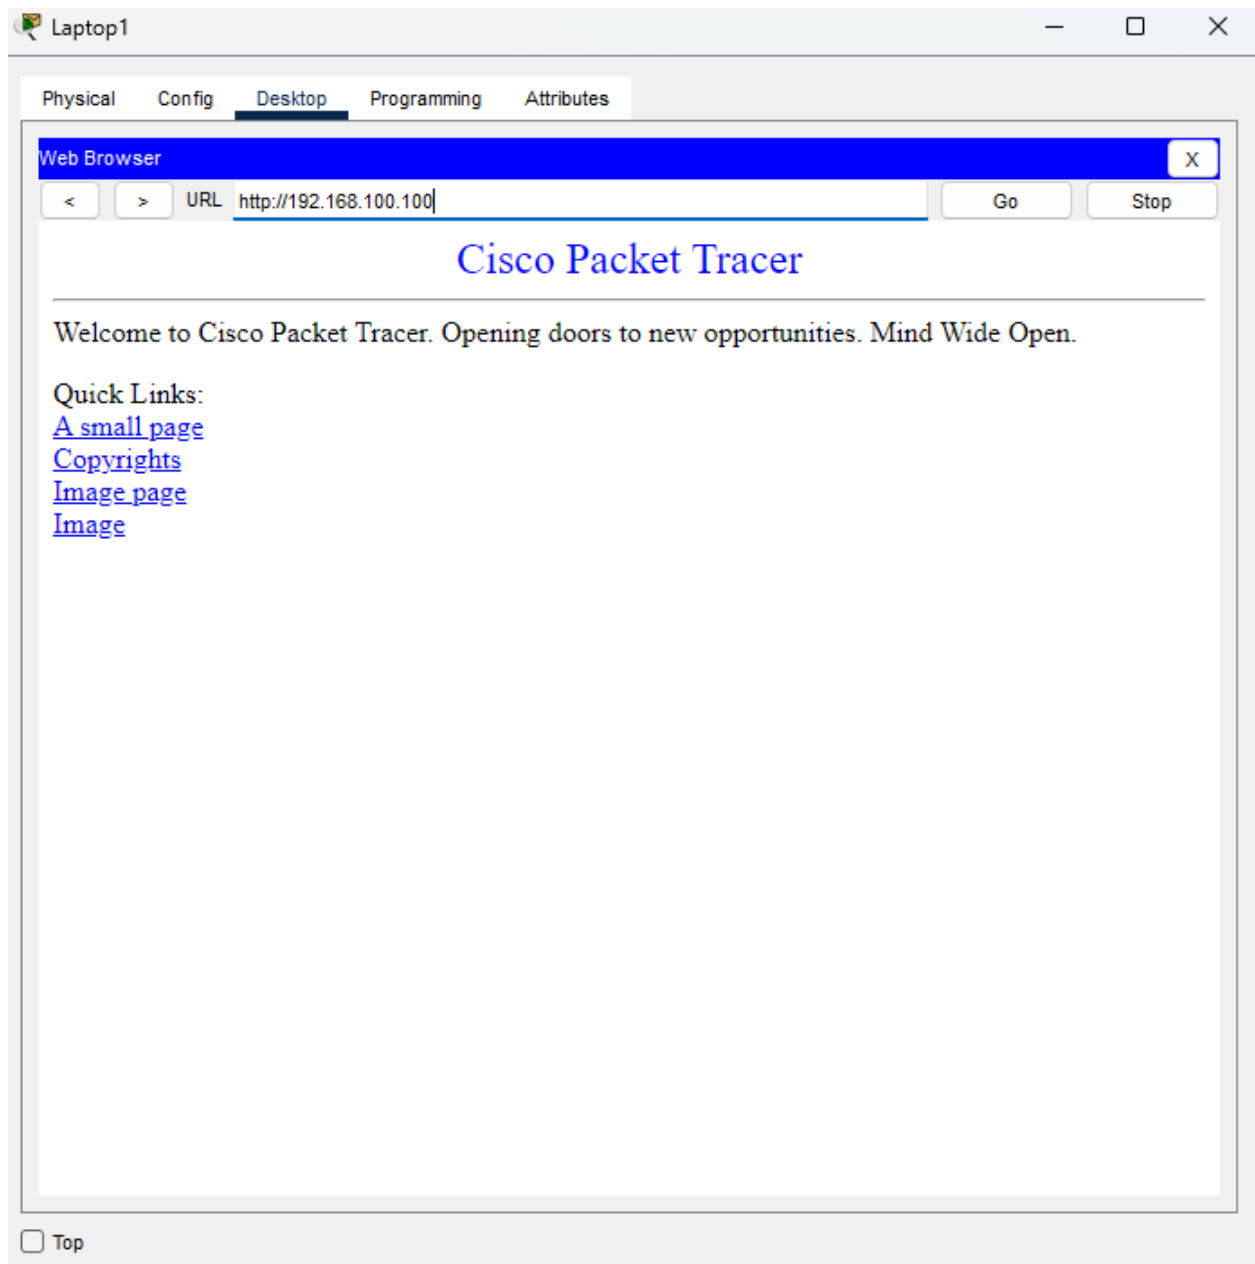 Laptop1
Physical Config Desktop Programming Attributes
Web Browser X
< > URL http://192.168.100.100 Go Stop
Cisco Packet Tracer
Welcome to Cisco Packet Tracer. Opening doors to new opportunities. Mind Wide Open.
Quick Links:
A small page
Copyrights
Image page
Image
Top